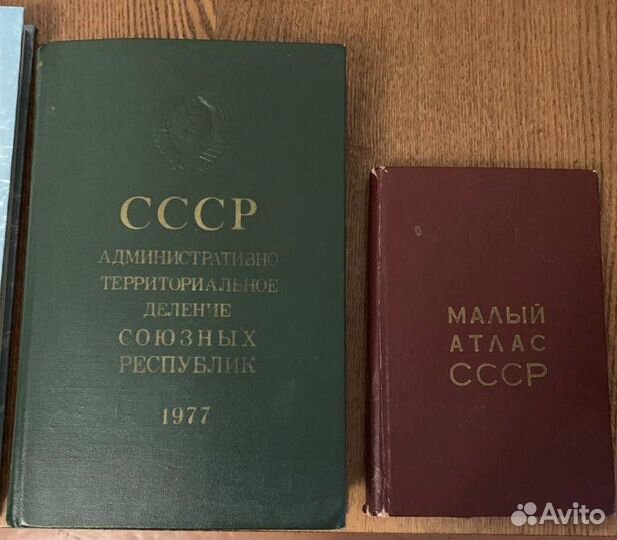 СССР
АДМИНИСТРАТИВНО
ТЕРРИТОРИАЛЬНОЕ
ДЕЛЕНИЕ
СОЮЗНЫХ
РЕСПУБЛИК
1977
МАЛЫЙ
АТЛАС
СССР
Avito